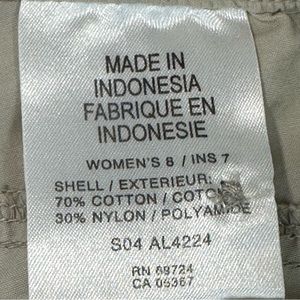 MADE IN
INDONESIA
FABRIQUE EN
INDONESIE
WOMEN'S 8 / INS 7
SHELL / EXTERIEUR:
70% COTTON / COTON
30% NYLON / POLYAMIDE
S04 AL4224
RN 69724
CA 05367